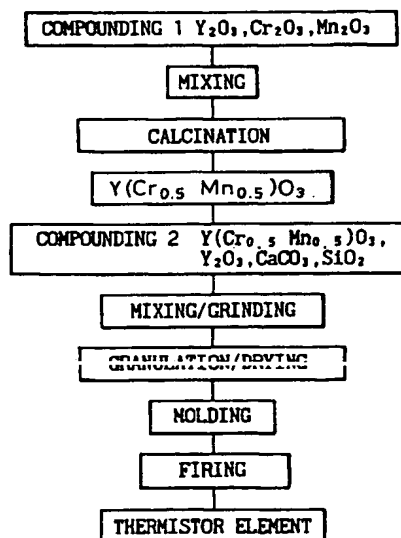 COMPOUNDING 1 Y₂O₃,Cr₂O₃,Mn₂O₃
MIXING
CALCINATION
Y(Cr₀.₅ Mn₀.₅)O₃
COMPOUNDING 2 Y(Cr₀.₅ Mn₀.₅)O₃,
Y₂O₃,CaCO₃,SiO₂
MIXING/GRINDING
GRANULATION/DRYING
MOLDING
FIRING
THERMISTOR ELEMENT